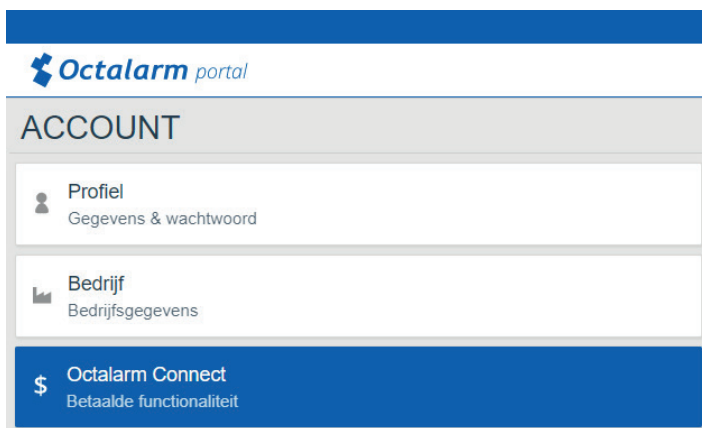 Octalarm portal
ACCOUNT
Profiel
Gegevens & wachtwoord
Bedrijf
Bedrijfsgegevens
$ Octalarm Connect
Betaalde functionaliteit